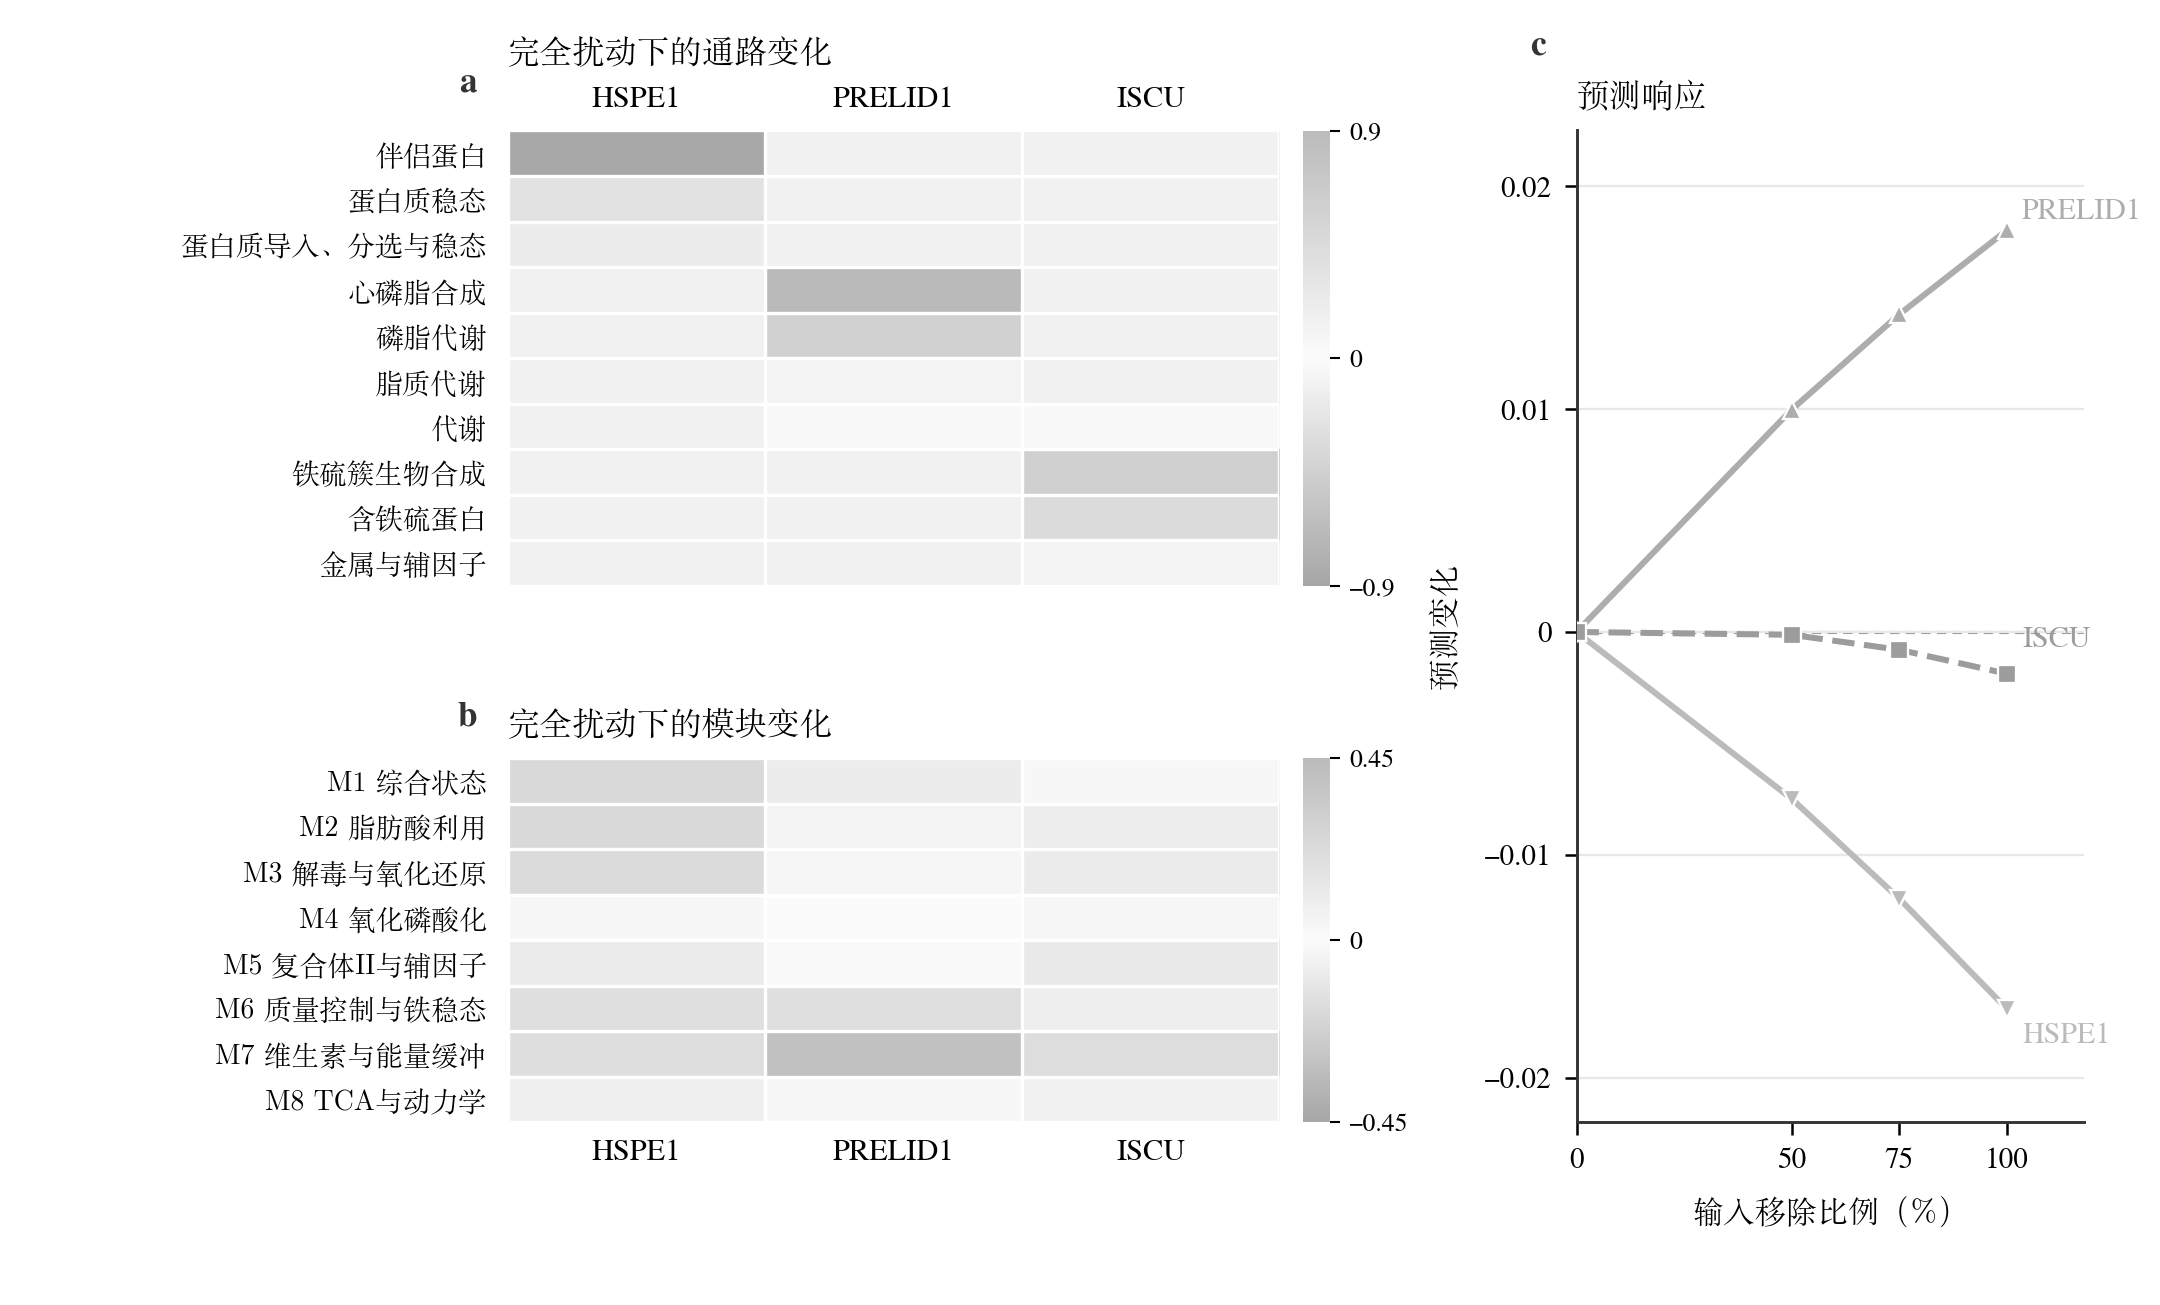 a
完全扰动下的通路变化
HSPE1 PRELID1 ISCU
伴侣蛋白
蛋白质稳态
蛋白质导入、分选与稳态
心磷脂合成
磷脂代谢
脂质代谢
代谢
铁硫簇生物合成
含铁硫蛋白
金属与辅因子
0.9
0
–0.9
b
完全扰动下的模块变化
M1 综合状态
M2 脂肪酸利用
M3 解毒与氧化还原
M4 氧化磷酸化
M5 复合体II与辅因子
M6 质量控制与铁稳态
M7 维生素与能量缓冲
M8 TCA与动力学
HSPE1 PRELID1 ISCU
0.45
0
–0.45
c
预测响应
预测变化
0.02
0.01
0
–0.01
–0.02
PRELID1
ISCU
HSPE1
0 50 75 100
输入移除比例（%）